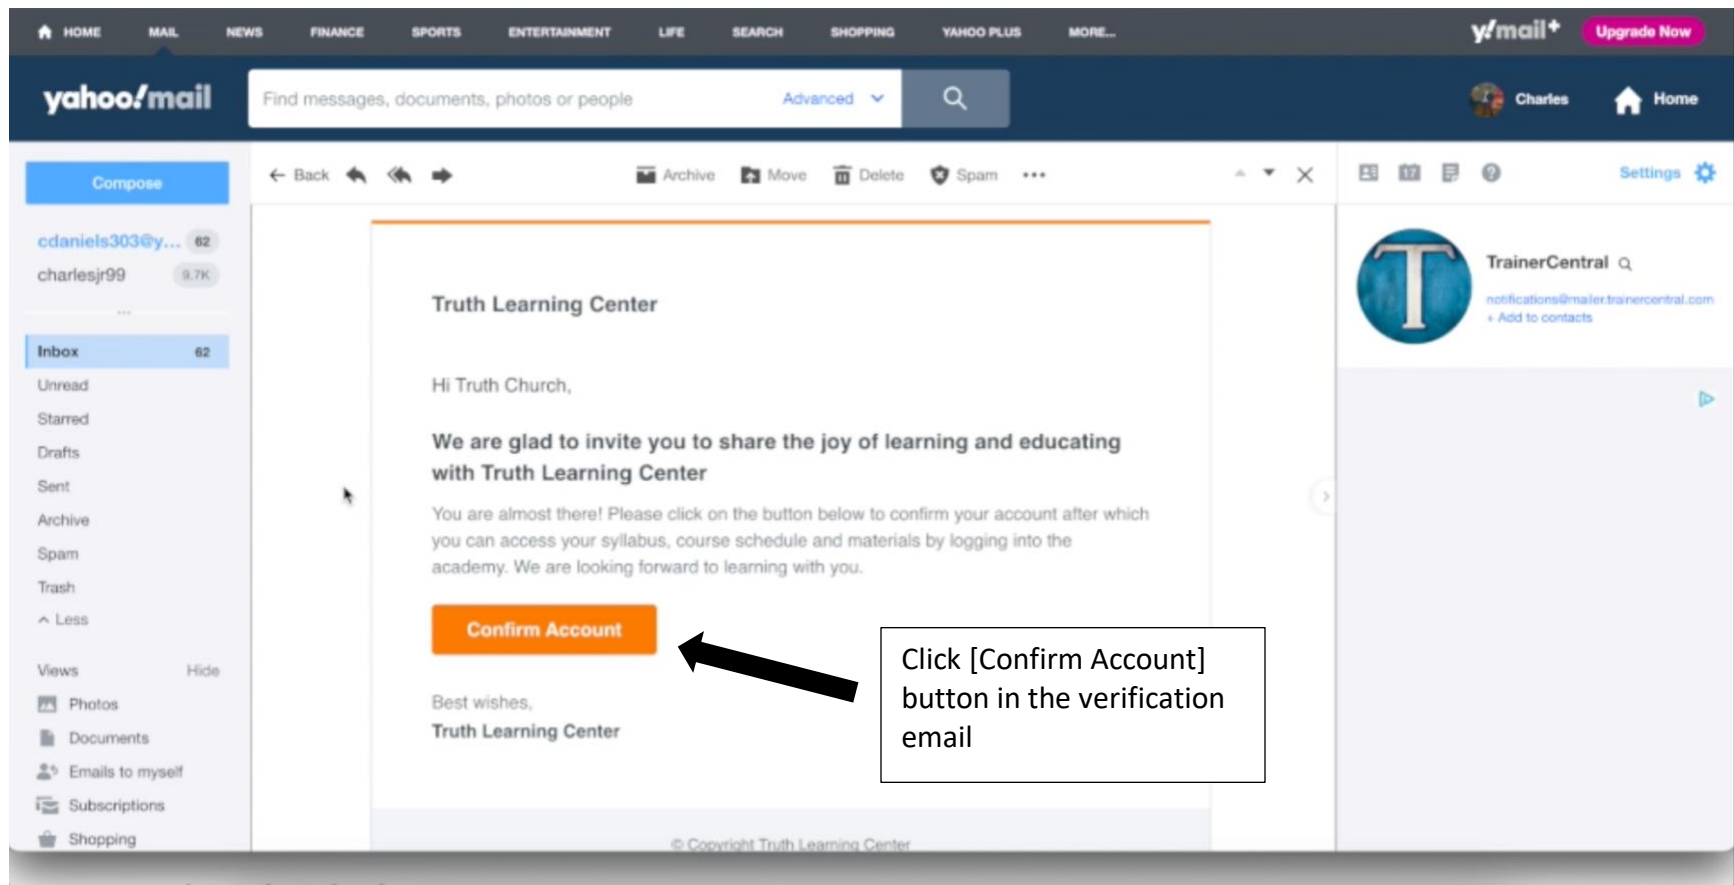 HOME MAIL NEWS FINANCE SPORTS ENTERTAINMENT LIFE SEARCH SHOPPING YAHOO PLUS MORE... y!mail+ Upgrade Now
yahoo!mail Find messages, documents, photos or people Advanced Charles Home
Compose
← Back Archive Move Delete Spam ••• Settings
cdaniels303@y... 62
charlesjr99 9.7K
•••
Inbox 62
Unread
Starred
Drafts
Sent
Archive
Spam
Trash
Less
Views Hide
Photos
Documents
Emails to myself
Subscriptions
Shopping
Truth Learning Center
Hi Truth Church,
We are glad to invite you to share the joy of learning and educating
with Truth Learning Center
You are almost there! Please click on the button below to confirm your account after which
you can access your syllabus, course schedule and materials by logging into the
academy. We are looking forward to learning with you.
Confirm Account
Best wishes,
Truth Learning Center
© Copyright Truth Learning Center
Click [Confirm Account]
button in the verification
email
17
T
TrainerCentral
notifications@mailer.trainercentral.com
+ Add to contacts